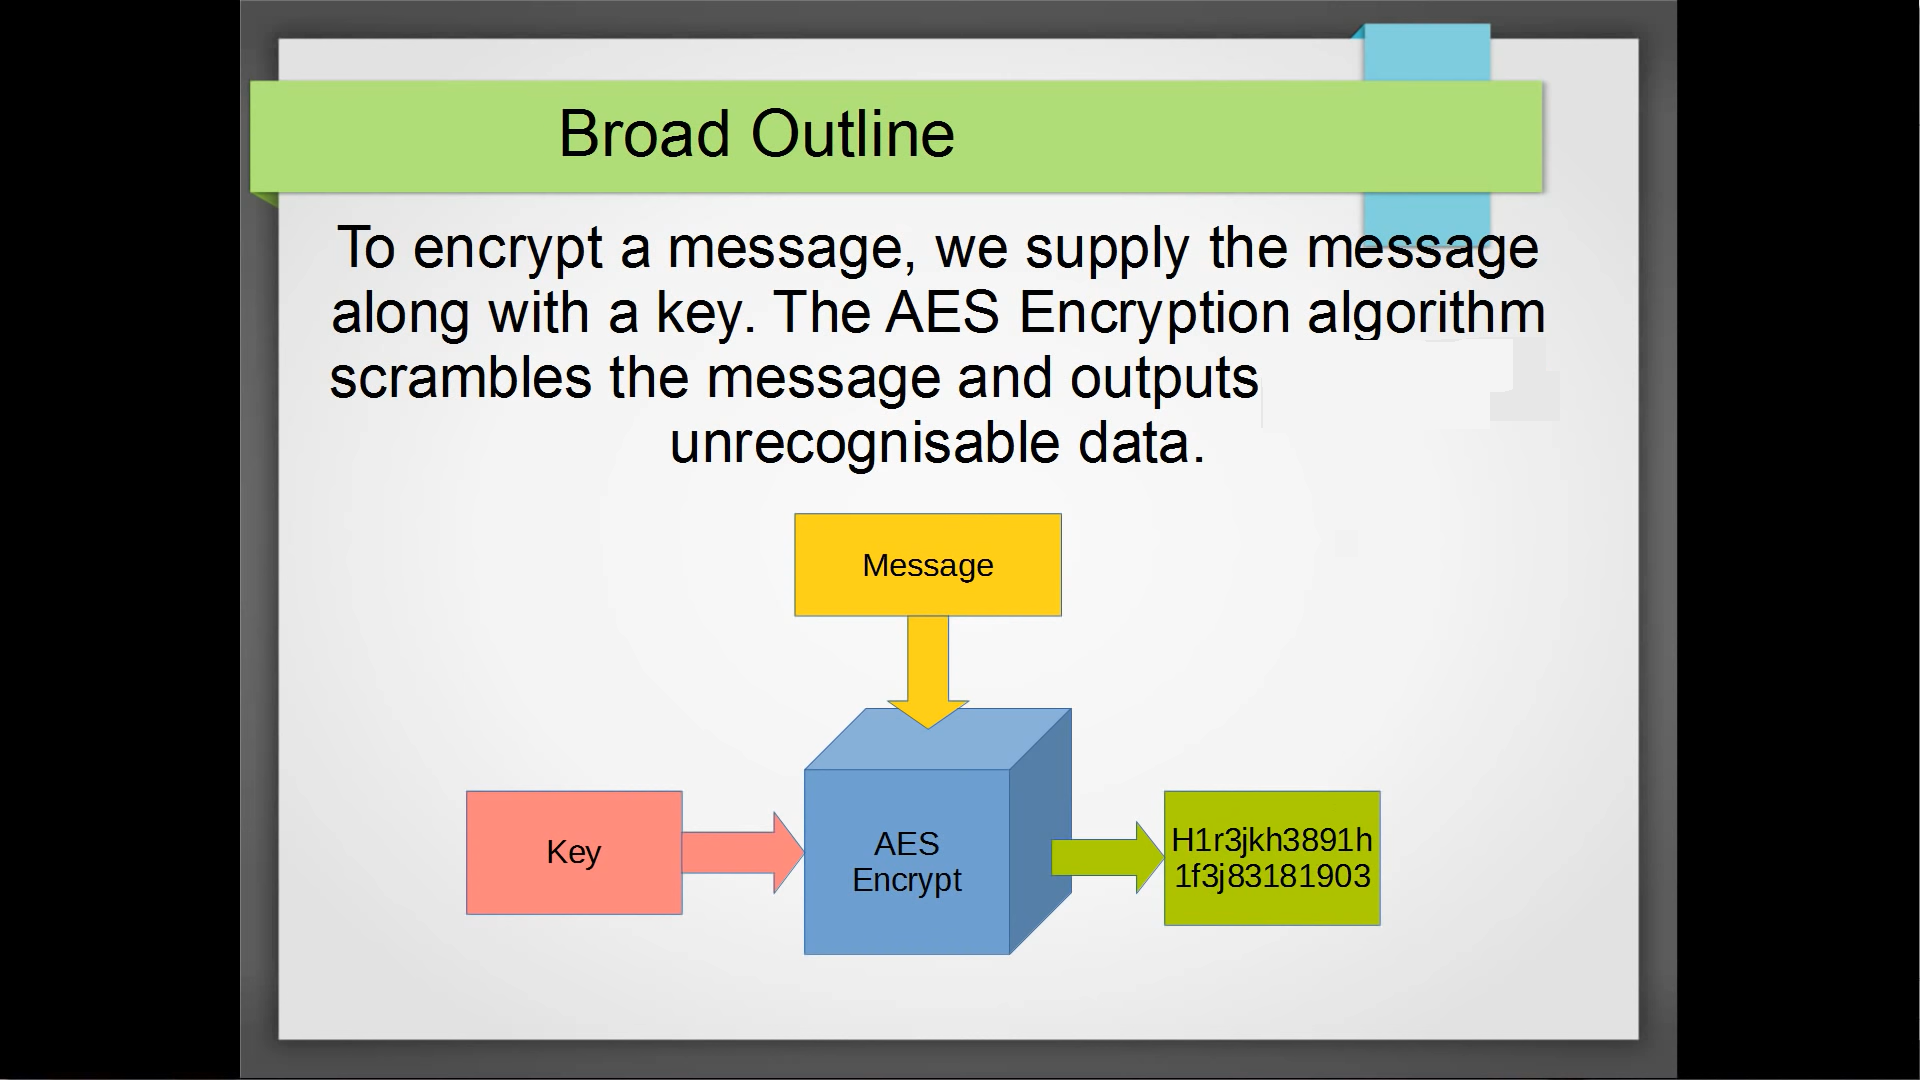 Broad Outline
To encrypt a message, we supply the message
along with a key. The AES Encryption algorithm
scrambles the message and outputs
unrecognisable data.
Message
Key
AES
Encrypt
H1r3jkh3891h
1f3j83181903